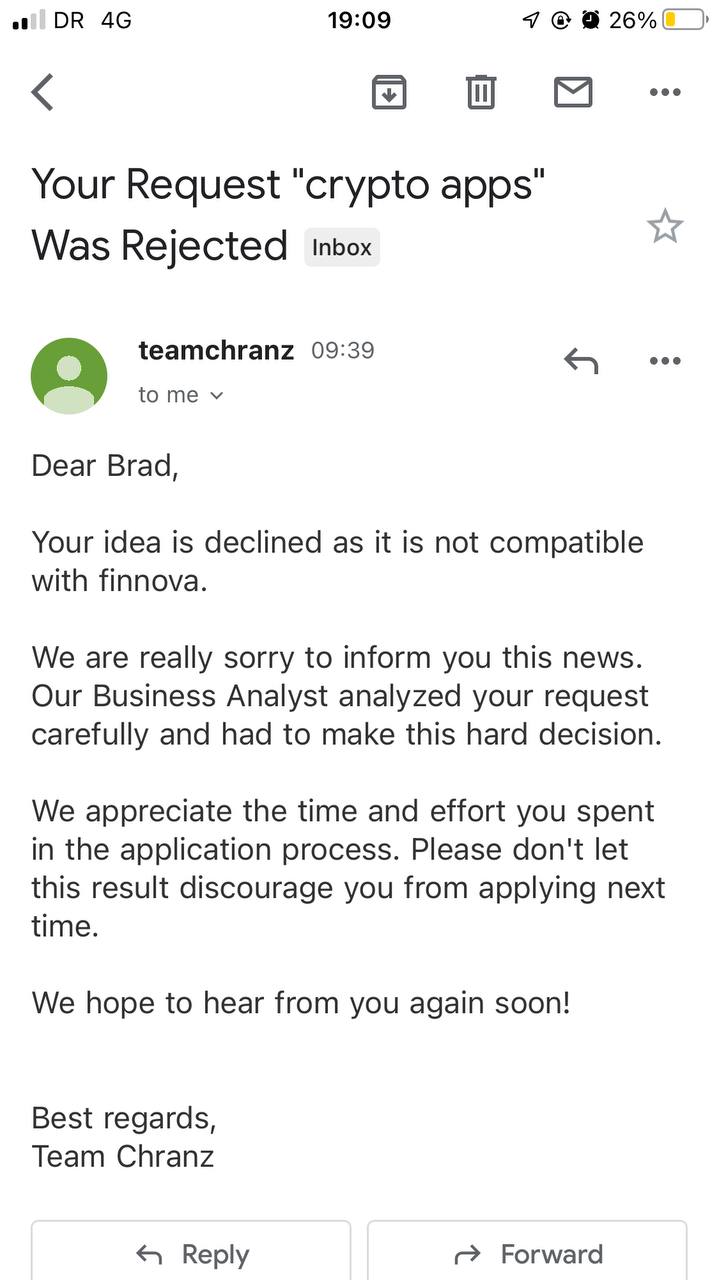 DR 4G 19:09 26%
Your Request "crypto apps"
Was Rejected Inbox
teamchranz 09:39
to me
Dear Brad,
Your idea is declined as it is not compatible
with finnova.
We are really sorry to inform you this news.
Our Business Analyst analyzed your request
carefully and had to make this hard decision.
We appreciate the time and effort you spent
in the application process. Please don't let
this result discourage you from applying next
time.
We hope to hear from you again soon!
Best regards,
Team Chranz
Reply Forward